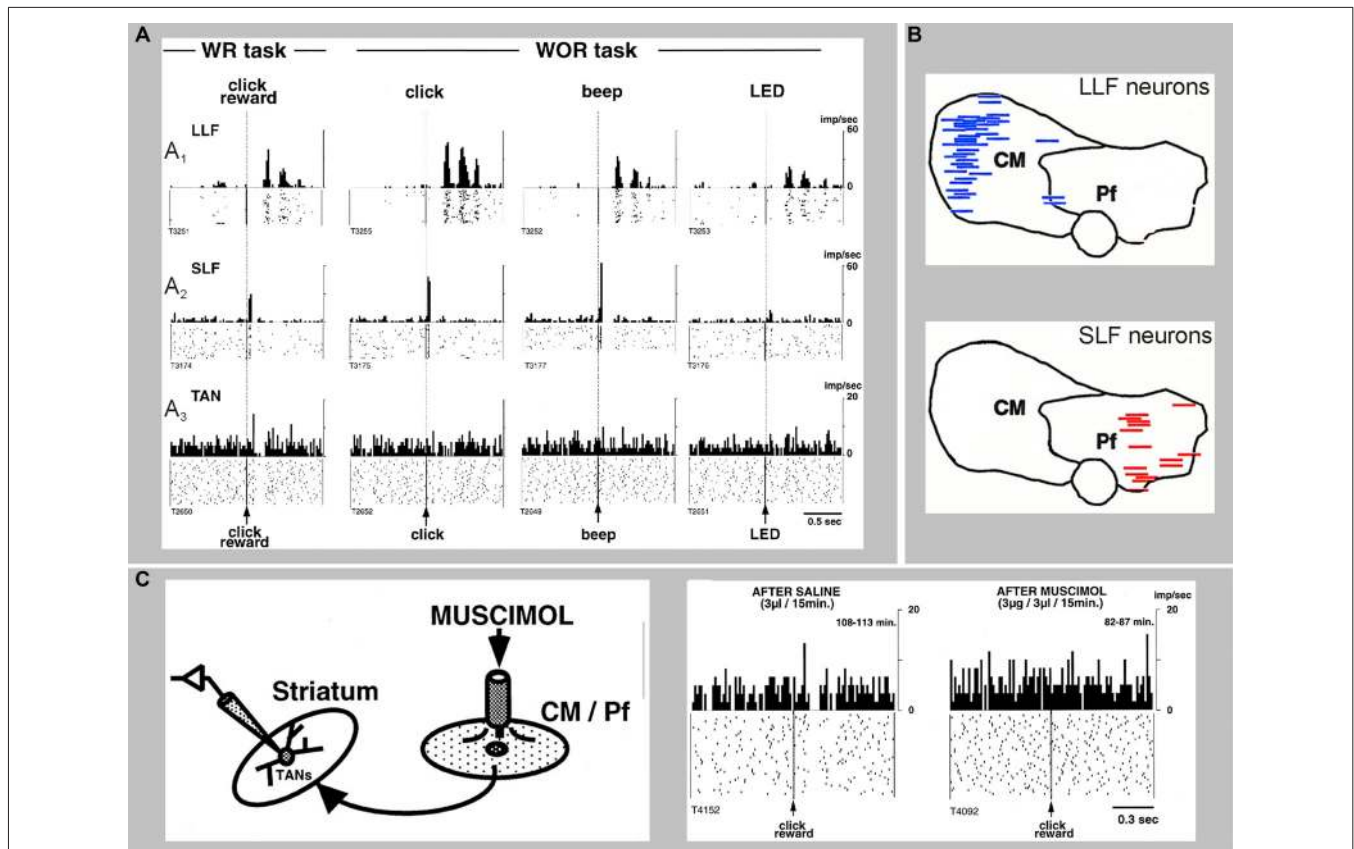 A
WR task
WOR task
click
reward
click
beep
LED
A1
LLF
imp/sec
60
0
T3251
T3255
T3252
T3253
A2
SLF
imp/sec
60
0
T3174
T3175
T3177
T3176
A3
TAN
imp/sec
20
0
T2650
T2652
T2649
T2651
0.5 sec
click
reward
click
beep
LED
B
LLF neurons
CM
Pf
SLF neurons
CM
Pf
C
MUSCIMOL
Striatum
CM / Pf
TANs
AFTER SALINE
(3µl / 15min.)
108-113 min.
20
0
T4152
click
reward
AFTER MUSCIMOL
(3µg / 3µl / 15min.)
imp/sec
82-87 min.
20
0
T4092
click
reward
0.3 sec